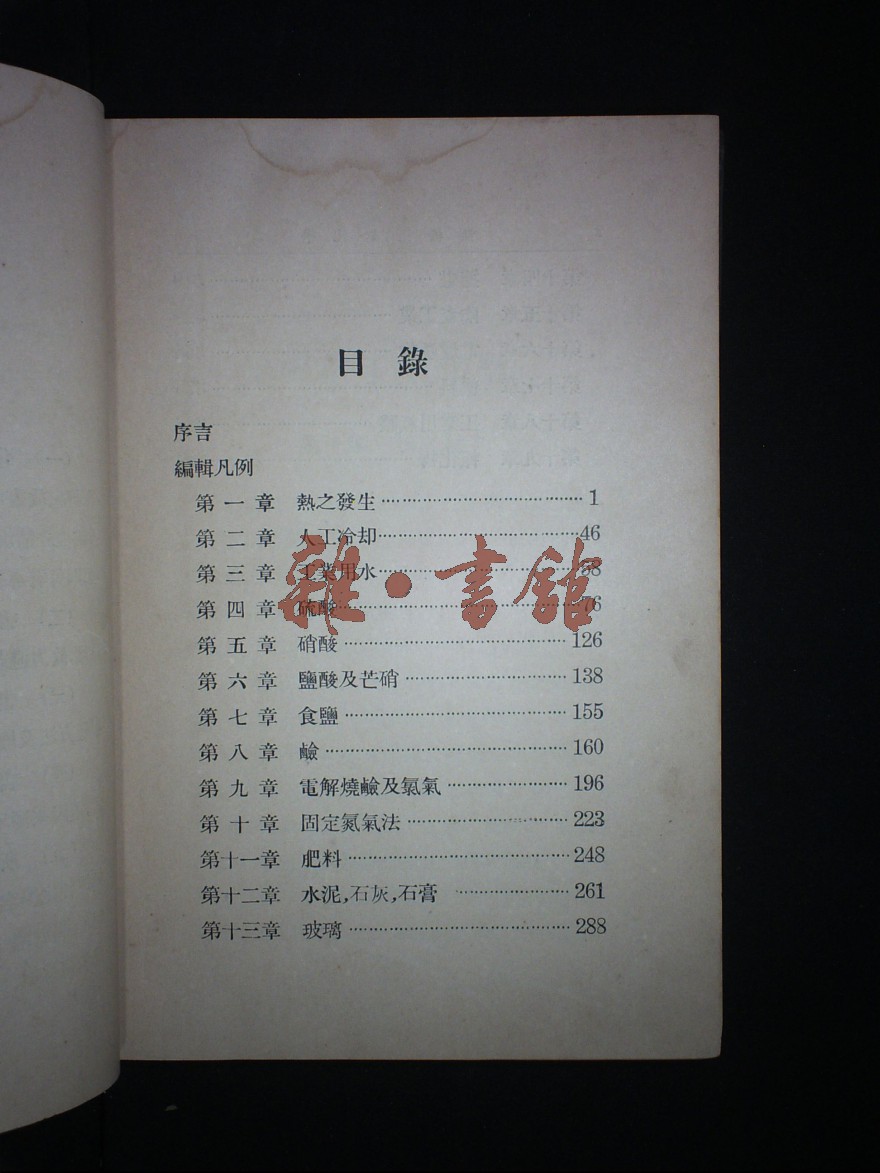 目錄
序言
編輯凡例
第一章 熱之發生 1
第二章 人工冷却 46
第三章 工業用水 58
第四章 硫酸 76
第五章 硝酸 126
第六章 鹽酸及芒硝 138
第七章 食鹽 155
第八章 鹼 160
第九章 電解燒鹼及氯氣 196
第十章 固定氮氣法 223
第十一章 肥料 248
第十二章 水泥,石灰,石膏 261
第十三章 玻璃 288
雜·書館